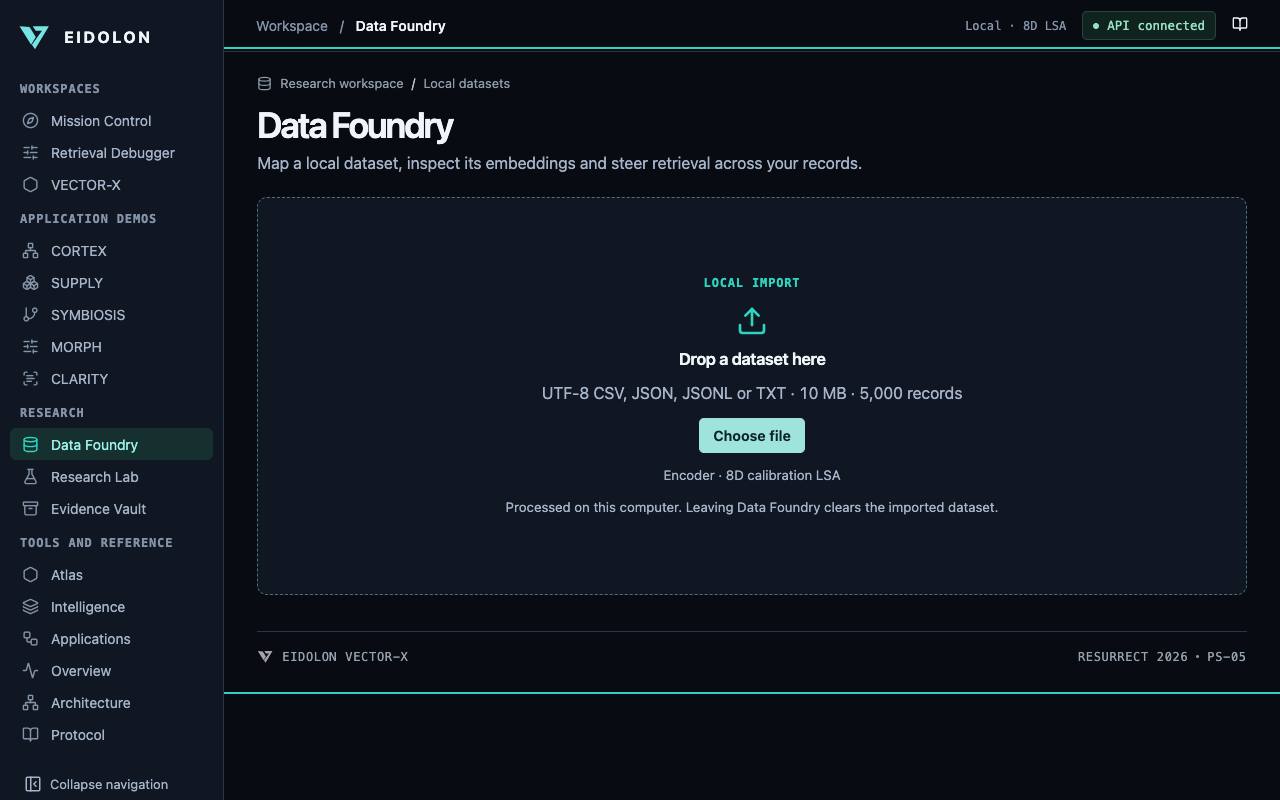 EIDOLON
WORKSPACES
Mission Control
Retrieval Debugger
VECTOR-X
APPLICATION DEMOS
CORTEX
SUPPLY
SYMBIOSIS
MORPH
CLARITY
RESEARCH
Data Foundry
Research Lab
Evidence Vault
TOOLS AND REFERENCE
Atlas
Intelligence
Applications
Overview
Architecture
Protocol
Collapse navigation
Workspace / Data Foundry
Local · 8D LSA
● API connected
Research workspace / Local datasets
Data Foundry
Map a local dataset, inspect its embeddings and steer retrieval across your records.
LOCAL IMPORT
Drop a dataset here
UTF-8 CSV, JSON, JSONL or TXT · 10 MB · 5,000 records
Choose file
Encoder · 8D calibration LSA
Processed on this computer. Leaving Data Foundry clears the imported dataset.
EIDOLON VECTOR-X
RESURRECT 2026 • PS-05